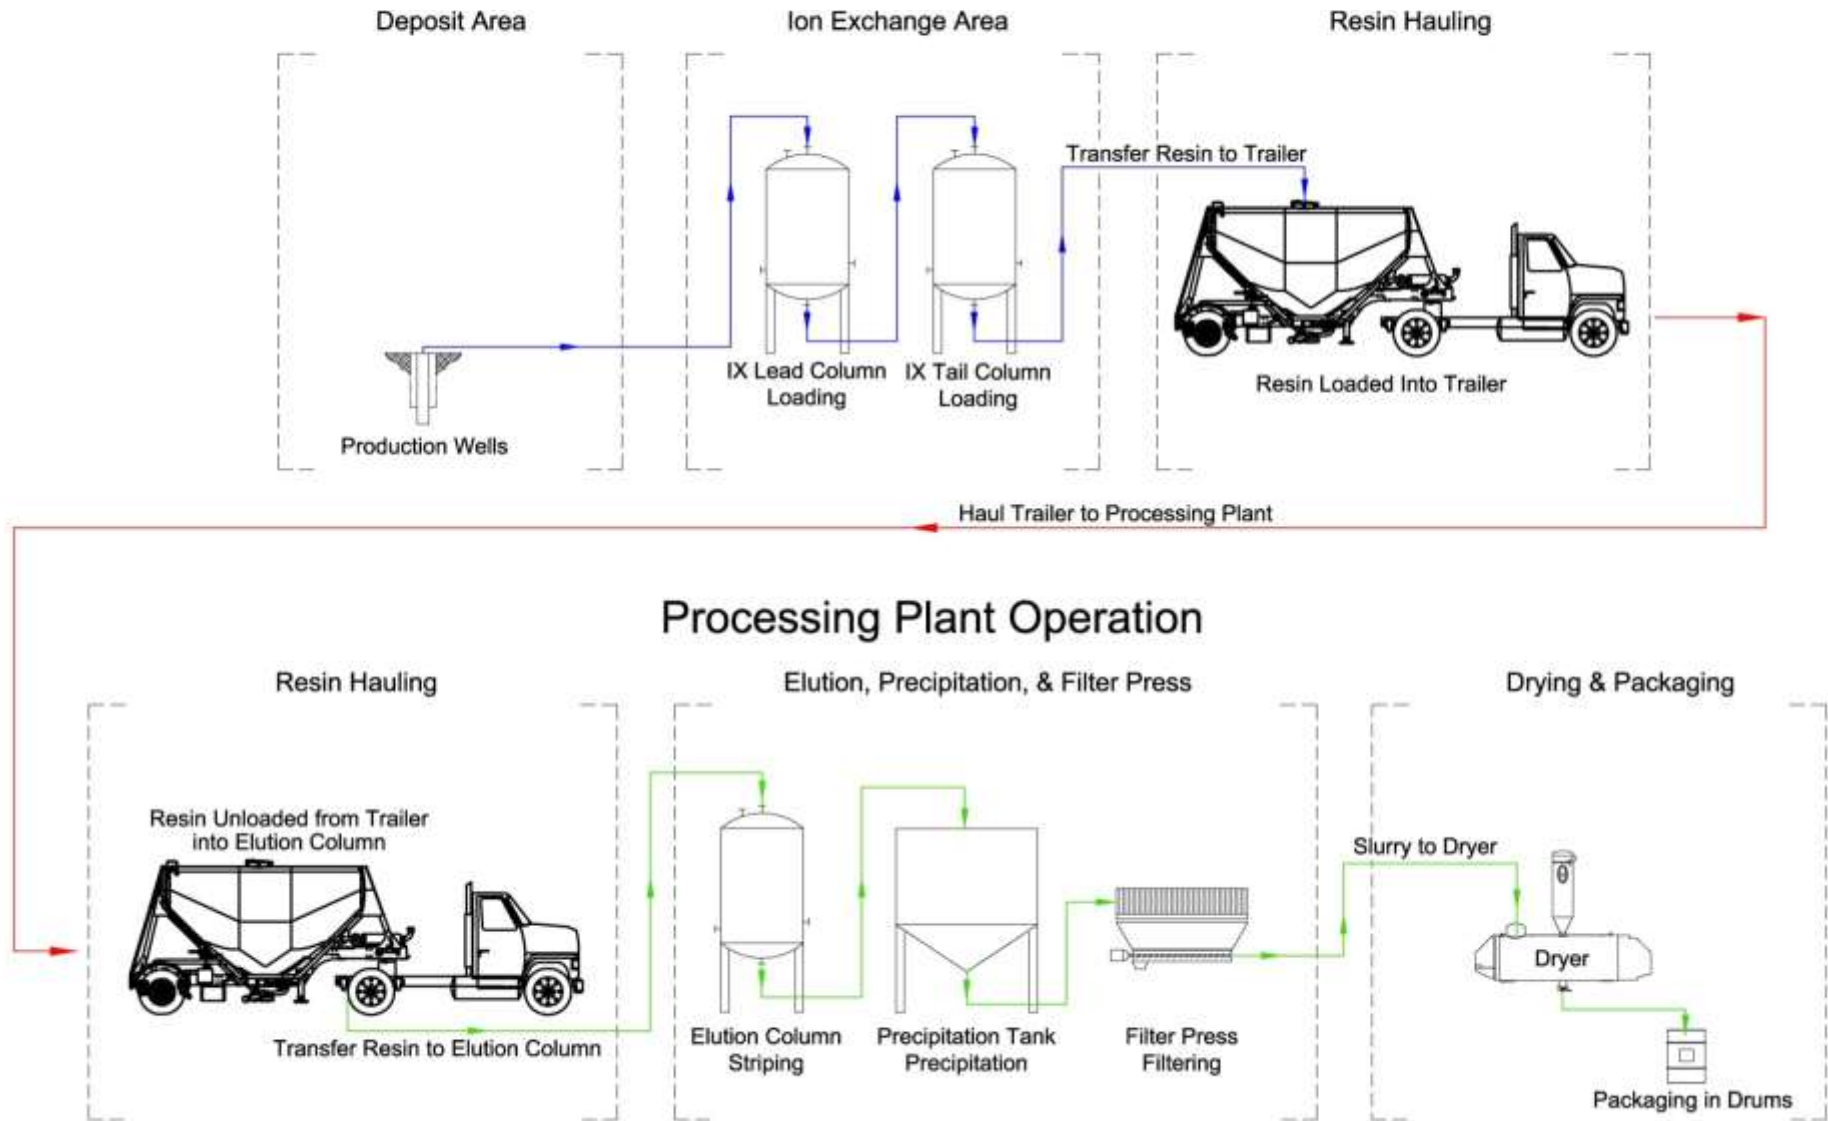 Deposit Area
Ion Exchange Area
Resin Hauling
Transfer Resin to Trailer
IX Lead Column
Loading
IX Tail Column
Loading
Resin Loaded Into Trailer
Production Wells
Haul Trailer to Processing Plant
Processing Plant Operation
Resin Hauling
Elution, Precipitation, & Filter Press
Drying & Packaging
Resin Unloaded from Trailer
into Elution Column
Slurry to Dryer
Dryer
Transfer Resin to Elution Column
Elution Column
Striping
Precipitation Tank
Precipitation
Filter Press
Filtering
Packaging in Drums